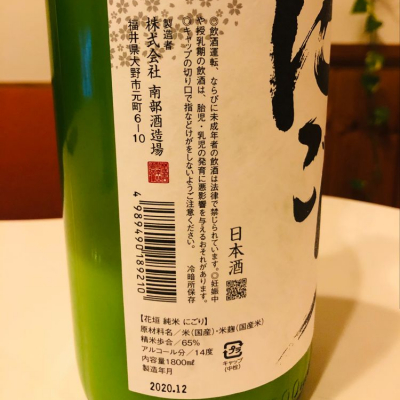 ◎飲酒運転、ならびに未成年者の飲酒は法律で禁じられています。◎妊娠中
や授乳期の飲酒は、胎児・乳児の発育に悪影響を与えるおそれがあります。
◎キャップの切り口で指などけがをしないようご注意ください。
冷暗所保存
製造者
株式会社 南部酒造場
福井県大野市元町6-10
4989490189210
日本酒
にごり
【花垣 純米 にごり】
原材料名/米(国産)・米麹(国産米)
精米歩合/65%
アルコール分/14度
内容量1800㎖
製造年月
2020.12
プラ
キャップ
(中栓)